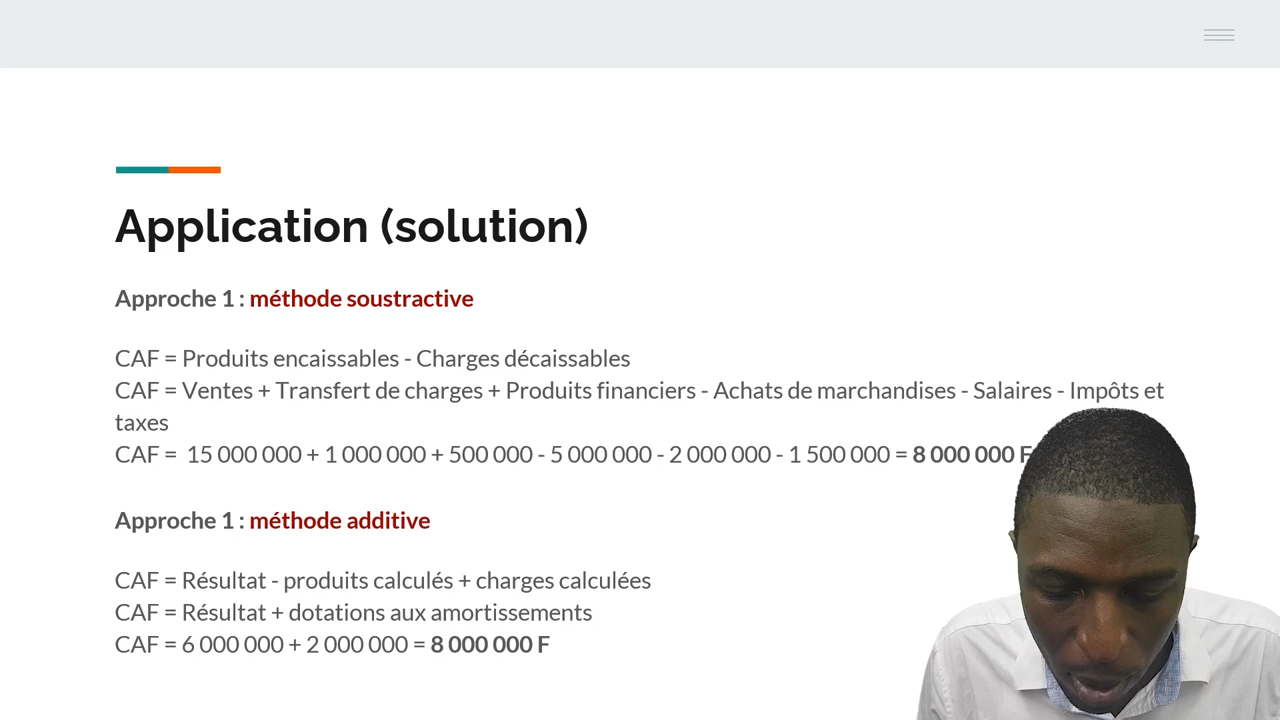 Application (solution)
Approche 1 : méthode soustractive
CAF = Produits encaissables - Charges décaissables
CAF = Ventes + Transfert de charges + Produits financiers - Achats de marchandises - Salaires - Impôts et
taxes
CAF = 15 000 000 + 1 000 000 + 500 000 - 5 000 000 - 2 000 000 - 1 500 000 = 8 000 000 F
Approche 1 : méthode additive
CAF = Résultat - produits calculés + charges calculées
CAF = Résultat + dotations aux amortissements
CAF = 6 000 000 + 2 000 000 = 8 000 000 F